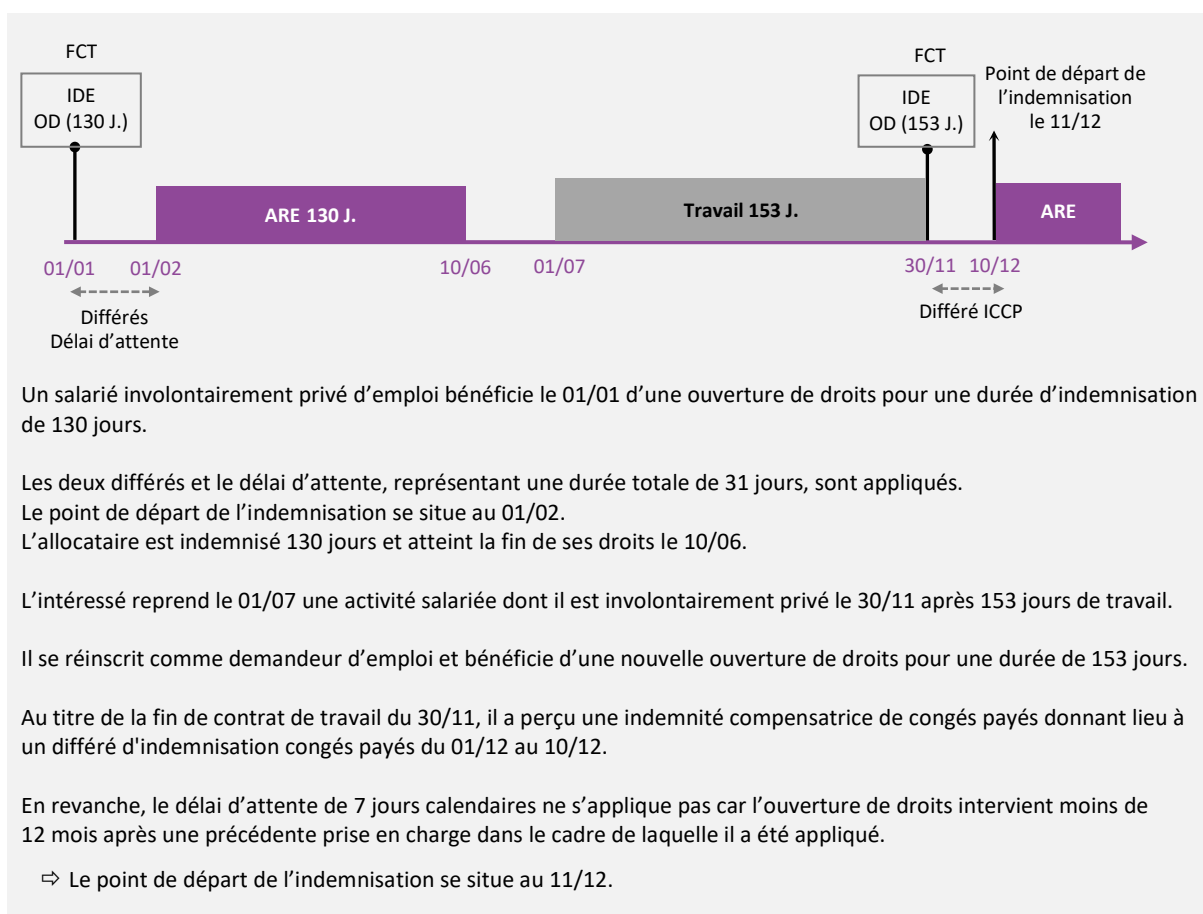 FCT
IDE
OD (130 J.)
FCT
IDE
OD (153 J.)
Point de départ de
l’indemnisation
le 11/12
ARE 130 J.
Travail 153 J.
ARE
01/01
01/02
10/06
01/07
30/11
10/12
Différés
Délai d’attente
Différé ICCP
Un salarié involontairement privé d’emploi bénéficie le 01/01 d’une ouverture de droits pour une durée d’indemnisation
de 130 jours.
Les deux différés et le délai d’attente, représentant une durée totale de 31 jours, sont appliqués.
Le point de départ de l’indemnisation se situe au 01/02.
L’allocataire est indemnisé 130 jours et atteint la fin de ses droits le 10/06.
L’intéressé reprend le 01/07 une activité salariée dont il est involontairement privé le 30/11 après 153 jours de travail.
Il se réinscrit comme demandeur d’emploi et bénéficie d’une nouvelle ouverture de droits pour une durée de 153 jours.
Au titre de la fin de contrat de travail du 30/11, il a perçu une indemnité compensatrice de congés payés donnant lieu à
un différé d'indemnisation congés payés du 01/12 au 10/12.
En revanche, le délai d’attente de 7 jours calendaires ne s’applique pas car l’ouverture de droits intervient moins de
12 mois après une précédente prise en charge dans le cadre de laquelle il a été appliqué.
⇨ Le point de départ de l’indemnisation se situe au 11/12.